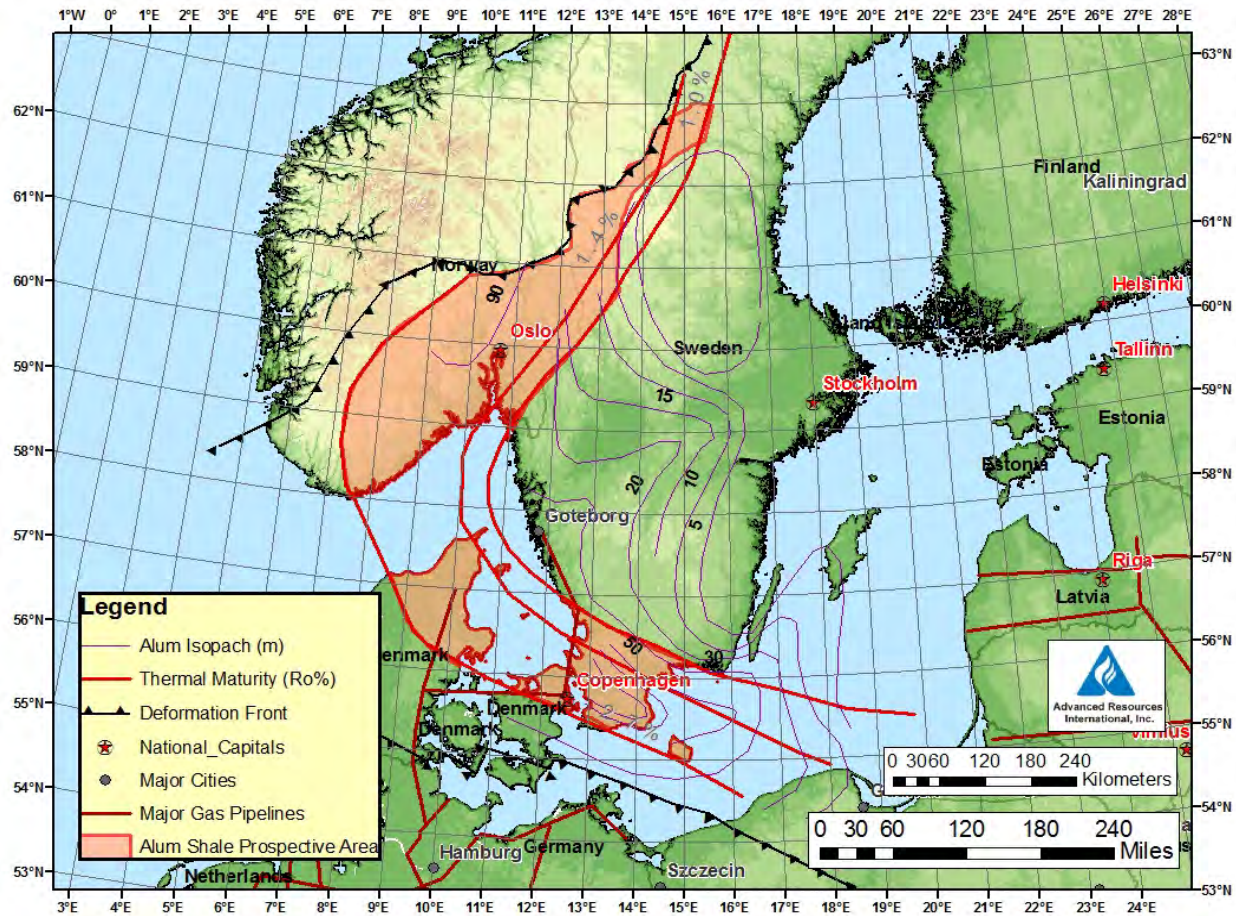 1°W 0° 1°E 2°E 3°E 4°E 5°E 6°E 7°E 8°E 9°E 10°E 11°E 12°E 13°E 14°E 15°E 16°E 17°E 18°E 19°E 20°E 21°E 22°E 23°E 24°E 25°E 26°E 27°E 28°E
63°N
62°N
62°N
1.0%
Finland
Kaliningrad
61°N
61°N
1.4%
Norway
60°N
90
Helsinki
60°N
Oslo
Sweden
Tallinn
59°N
15
Stockholm
59°N
Estonia
58°N
Estonia
58°N
20
10
5
Goteborg
57°N
57°N
Riga
Latvia
56°N
56°N
50
30
enmark
Copenhagen
Denmark
Denmark
55°N
55°N
Vilnius
54°N
54°N
Hamburg
Germany
Szczecin
Netherlands
53°N
53°N
Legend
Alum Isopach (m)
Thermal Maturity (Ro%)
Deformation Front
National_Capitals
Major Cities
Major Gas Pipelines
Alum Shale Prospective Area
Advanced Resources
International, Inc.
0 30 60 120 180 240
Kilometers
0 30 60 120 180 240
Miles
3°E 4°E 5°E 6°E 7°E 8°E 9°E 10°E 11°E 12°E 13°E 14°E 15°E 16°E 17°E 18°E 19°E 20°E 21°E 22°E 23°E 24°E 25°E